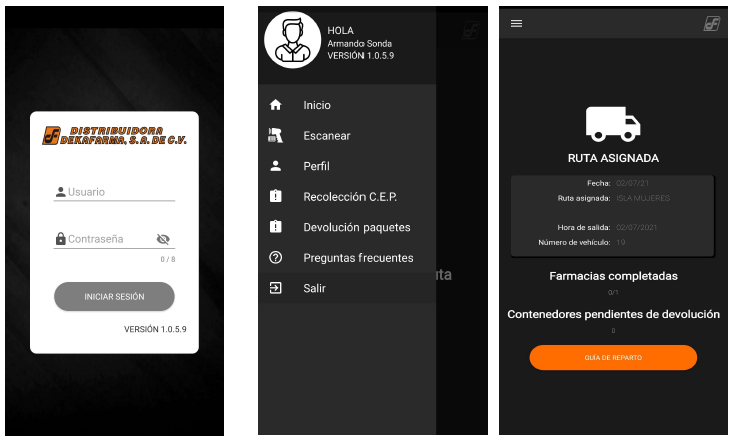 DISTRIBUIDORA
DEKAFARMA, S.A. DE C.V.
Usuario
Contraseña
0 / 8
INICIAR SESIÓN
VERSIÓN 1.0.5.9
HOLA
Armando Sonda
VERSIÓN 1.0.5.9
Inicio
Escanear
Perfil
Recolección C.E.P.
Devolución paquetes
Preguntas frecuentes
Salir
uta
RUTA ASIGNADA
Fecha: 02/07/21
Ruta asignada: ISLA MUJERES
Hora de salida: 02/07/2021
Número de vehículo: 19
Farmacias completadas
0/1
Contenedores pendientes de devolución
0
GUÍA DE REPARTO